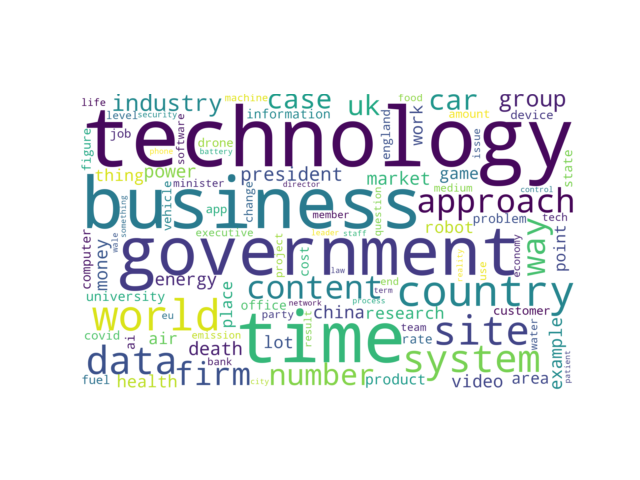 life machine case uk food car group
industry information amount device
level security
technology
job software drone battery phone england work issue
figure
thing power president market game medium state
minister director change control
business approach
vehicle app member question problem tech
something wale executive leader staff robot way point
computer money government economy
energy project cost law reality use
university place content country
world office party network china end term process research customer
eu result time team site example
covid ai air emission lot rate water
data death bank firm number system
fuel health city product video area patient